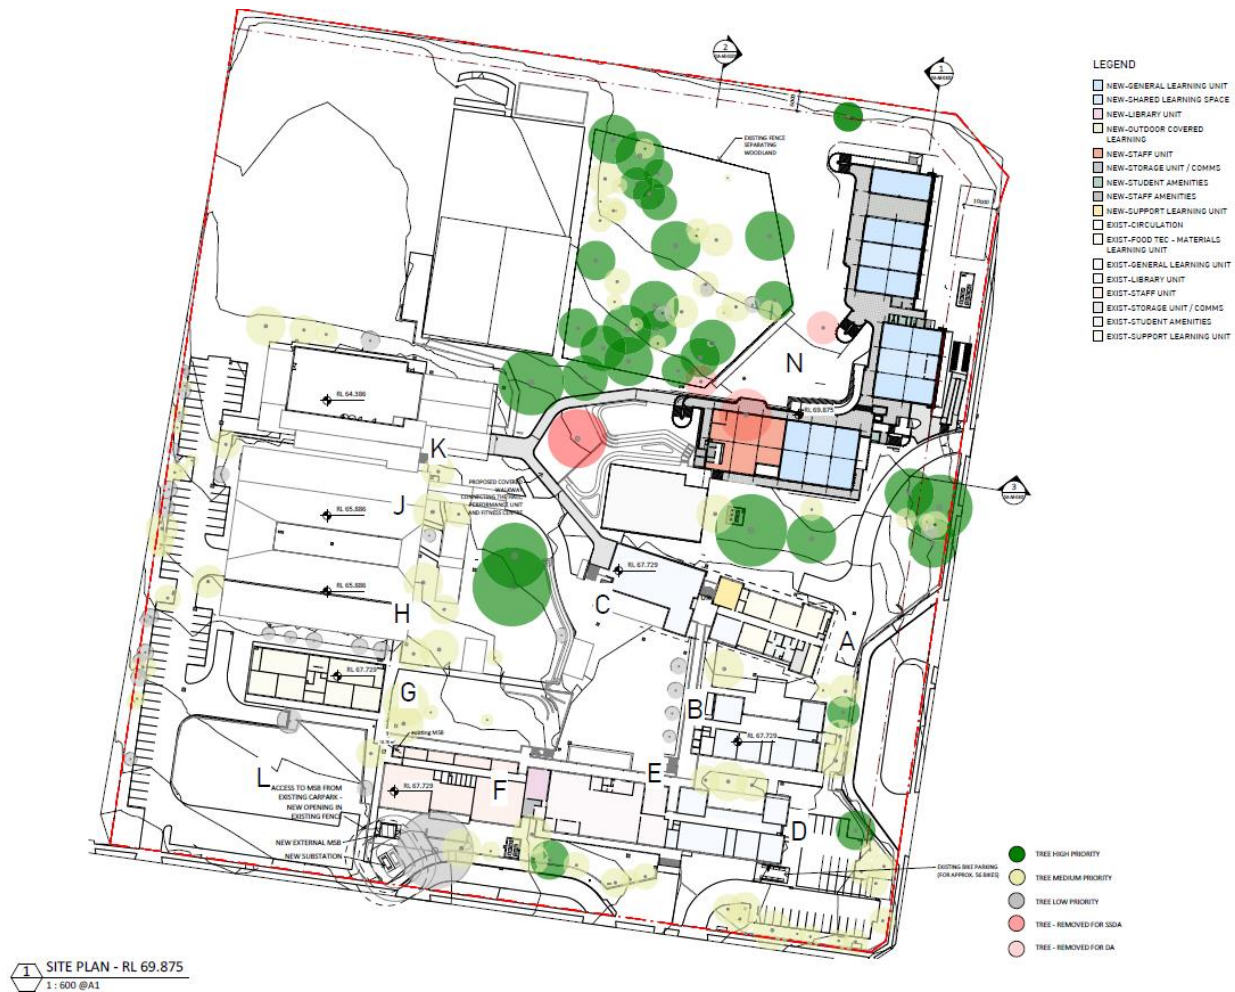 2
1
LEGEND
NEW-GENERAL LEARNING UNIT
NEW-SHARED LEARNING SPACE
NEW-LIBRARY UNIT
NEW-OUTDOOR COVERED
LEARNING
NEW-STAFF UNIT
NEW-STORAGE UNIT / COMMS
NEW-STUDENT AMENITIES
NEW-STAFF AMENITIES
NEW-SUPPORT LEARNING UNIT
EXIST-CIRCULATION
EXIST-FOOD TEC - MATERIALS
LEARNING UNIT
EXIST-GENERAL LEARNING UNIT
EXIST-LIBRARY UNIT
EXIST-STAFF UNIT
EXIST-STORAGE UNIT / COMMS
EXIST-STUDENT AMENITIES
EXIST-SUPPORT LEARNING UNIT
EXISTING FENCE
SEPARATING
WOODLAND
N
RL 64.386
RL 69.875
K
PROPOSED COVERED
WALKWAY
CONNECTING THE HALL,
PERFORMANCE UNIT
AND FITNESS CENTRE
3
J
RL 65.886
RL 67.729
RL 65.886
C
H
A
RL 67.729
G
B
RL 67.729
existing MSB
E
L
ACCESS TO MSB FROM
EXISTING CARPARK -
NEW OPENING IN
EXISTING FENCE
RL 67.729
F
D
NEW EXTERNAL MSB
NEW SUBSTATION
EXISTING BIKE PARKING
(FOR APPROX. 56 BIKES)
TREE HIGH PRIORITY
TREE MEDIUM PRIORITY
TREE LOW PRIORITY
TREE - REMOVED FOR SSDA
TREE - REMOVED FOR DA
1
SITE PLAN - RL 69.875
1 : 600 @A1